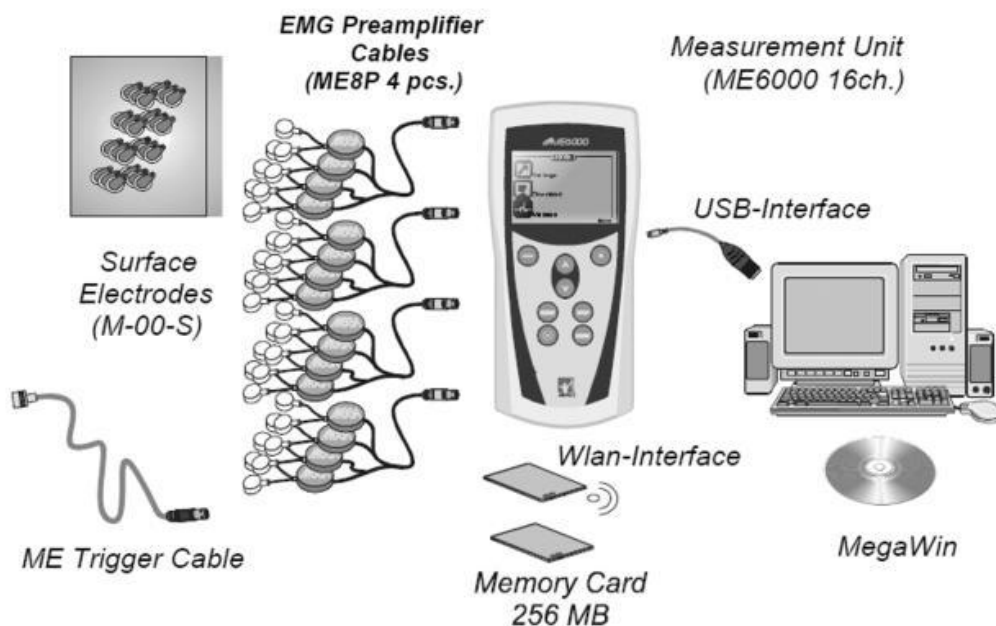 EMG Preamplifier
Cables
(ME8P 4 pcs.)
Measurement Unit
(ME6000 16ch.)
ME6000
USB-Interface
Surface
Electrodes
(M-00-S)
Wlan-Interface
ME Trigger Cable
Memory Card
256 MB
MegaWin